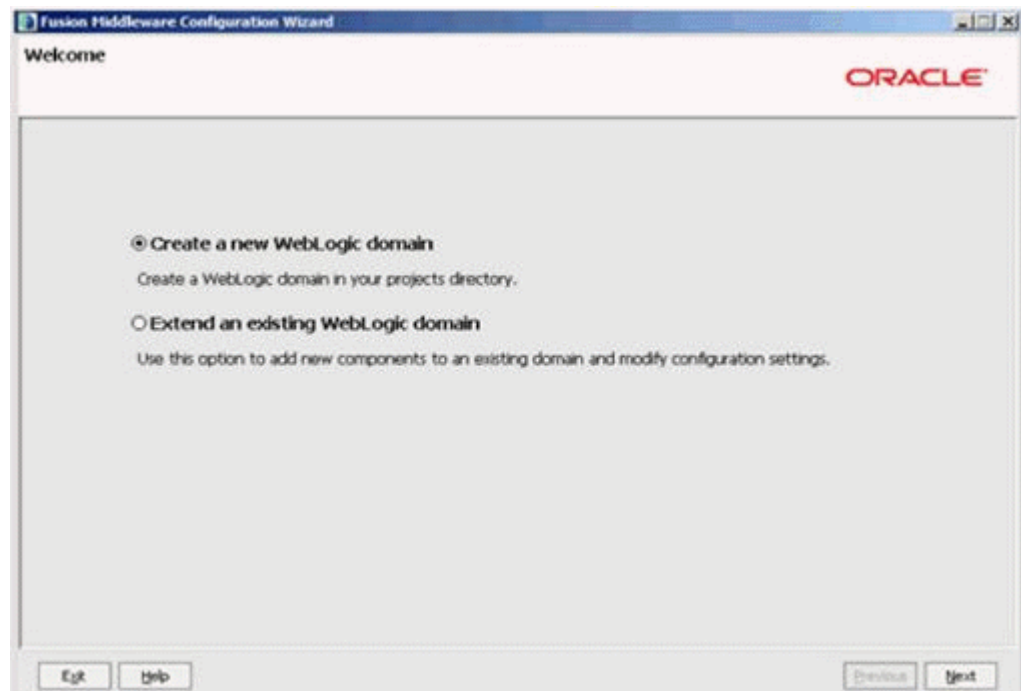 Fusion Middleware Configuration Wizard
Welcome
ORACLE
Create a new WebLogic domain
Create a WebLogic domain in your projects directory.
Extend an existing WebLogic domain
Use this option to add new components to an existing domain and modify configuration settings.
Exit Help Previous Next